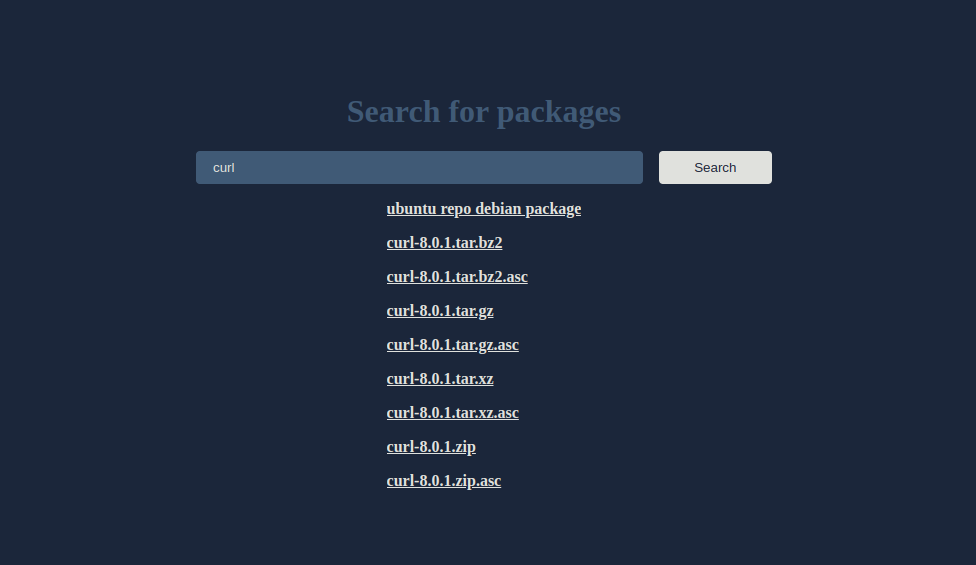 Search for packages
curl
Search
ubuntu repo debian package
curl-8.0.1.tar.bz2
curl-8.0.1.tar.bz2.asc
curl-8.0.1.tar.gz
curl-8.0.1.tar.gz.asc
curl-8.0.1.tar.xz
curl-8.0.1.tar.xz.asc
curl-8.0.1.zip
curl-8.0.1.zip.asc